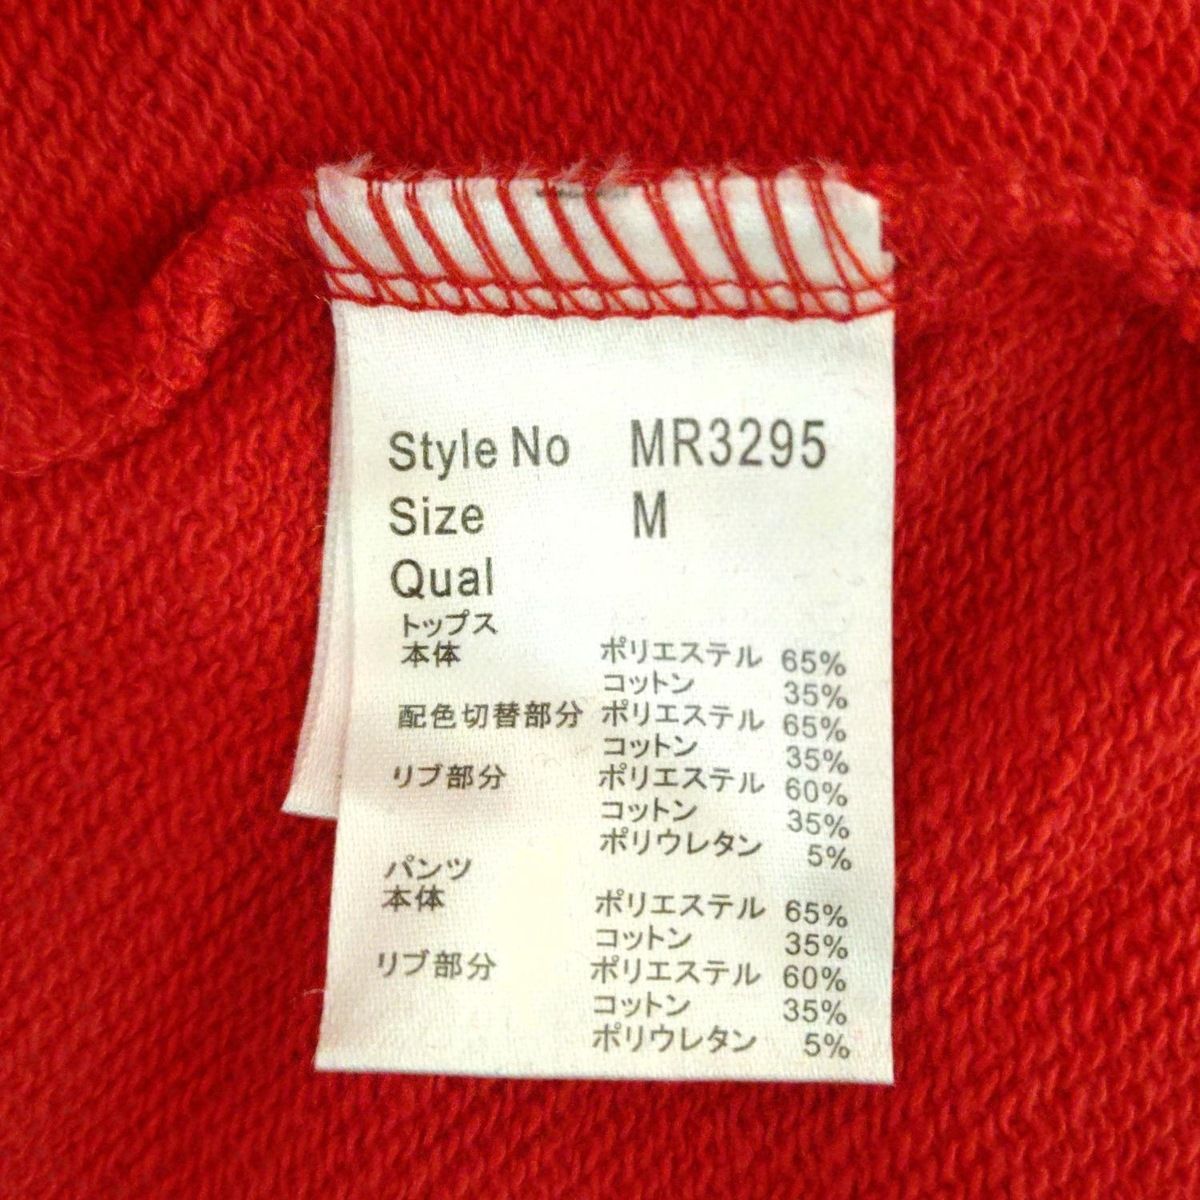 Style No MR3295
Size M
Qual
トップス
本体 ポリエステル 65%
コットン 35%
配色切替部分 ポリエステル 65%
コットン 35%
リブ部分 ポリエステル 60%
コットン 35%
ポリウレタン 5%
パンツ
本体 ポリエステル 65%
コットン 35%
リブ部分 ポリエステル 60%
コットン 35%
ポリウレタン 5%